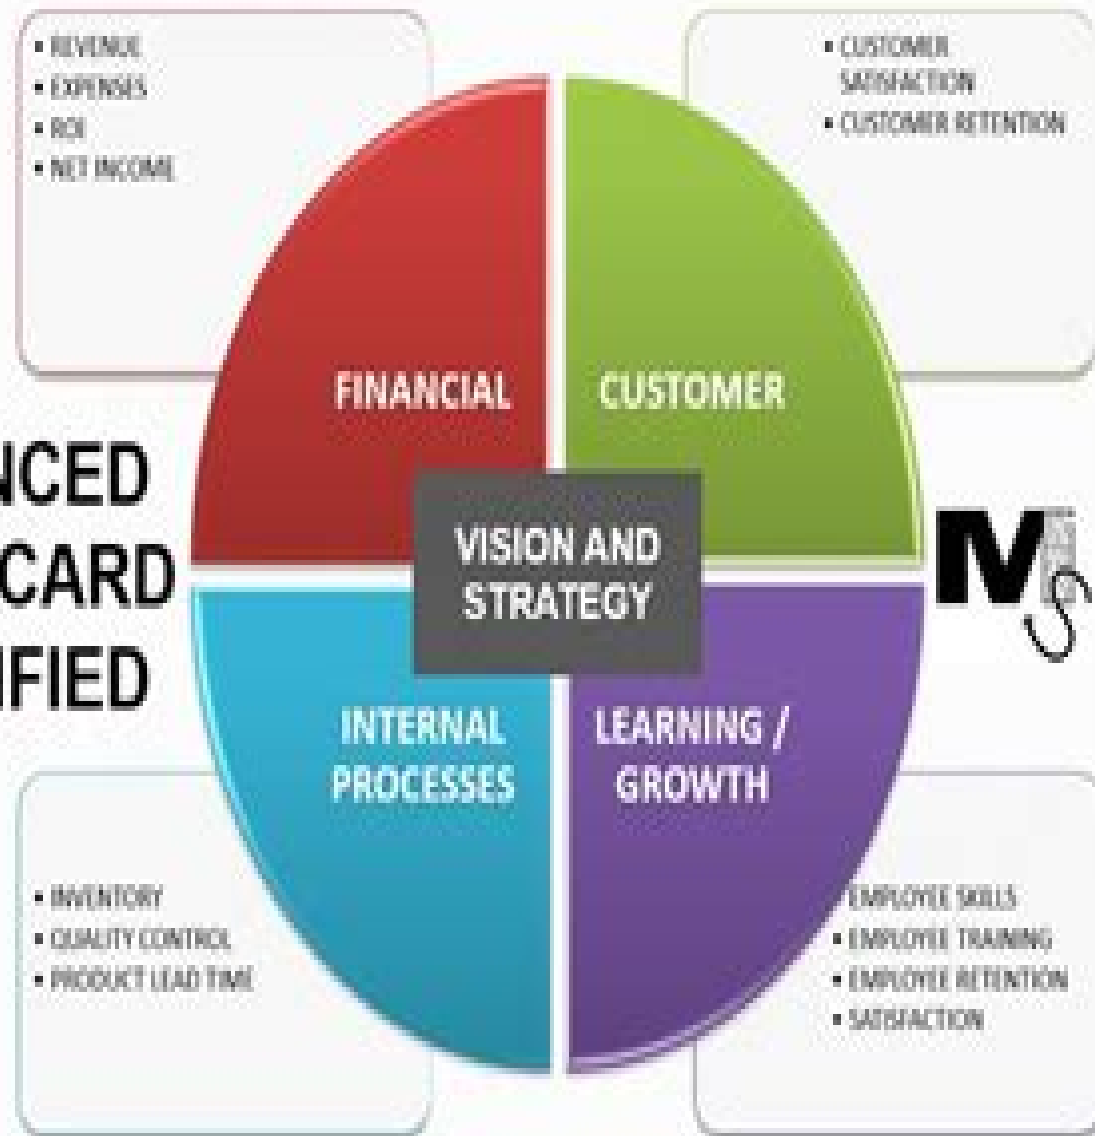 • REVENUE
• EXPENSES
• ROI
• NET INCOME
• CUSTOMER
SATISFACTION
• CUSTOMER RETENTION
FINANCIAL
CUSTOMER
NCED
CARD
IFIED
VISION AND
STRATEGY
M
S
INTERNAL
PROCESSES
LEARNING /
GROWTH
• INVENTORY
• QUALITY CONTROL
• PRODUCT LEAD TIME
EMPLOYEE SKILLS
• EMPLOYEE TRAINING
• EMPLOYEE RETENTION
• SATISFACTION